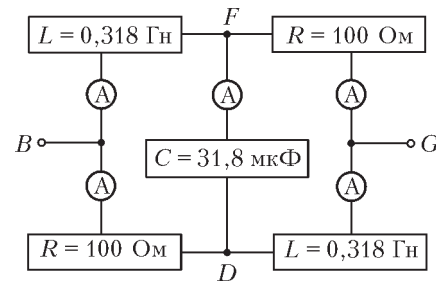 F
L = 0,318 Гн
R = 100 Ом
А А А
B
G
C = 31,8 мкФ
А А
R = 100 Ом
L = 0,318 Гн
D